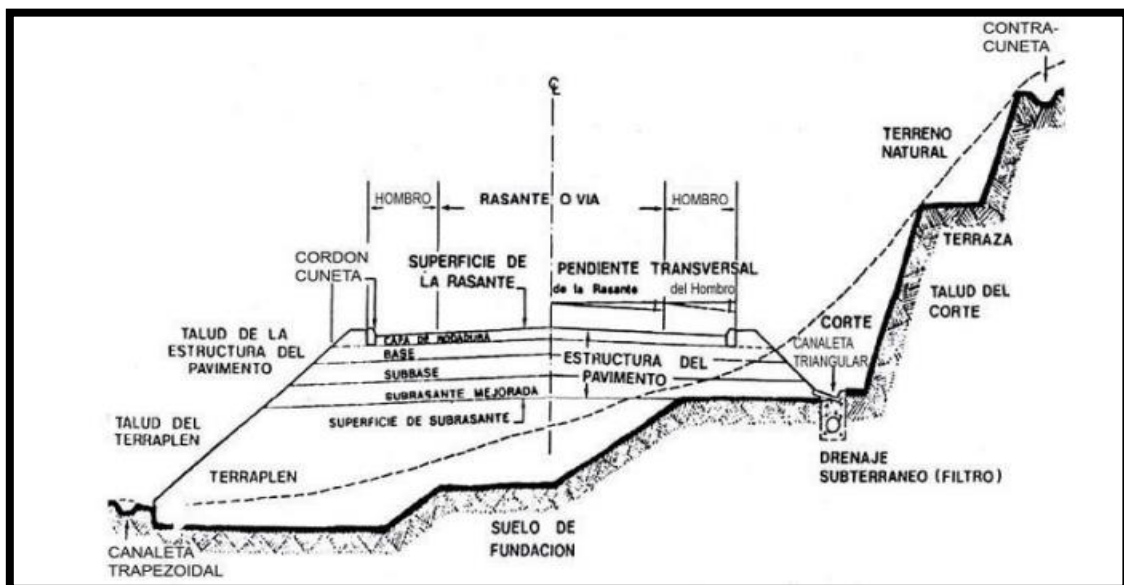 CONTRA-
CUNETA
℄
TERRENO
NATURAL
HOMBRO
RASANTE O VIA
HOMBRO
TERRAZA
CORDON
CUNETA
SUPERFICIE DE
LA RASANTE
PENDIENTE TRANSVERSAL
de la Rasante
del Hombro
TALUD DEL
CORTE
TALUD DE LA
ESTRUCTURA DEL
PAVIMENTO
CORTE
CANALETA
TRIANGULAR
CAPA DE RODADURA
BASE
ESTRUCTURA DEL
PAVIMENTO
SUBBASE
SUBRASANTE MEJORADA
SUPERFICIE DE SUBRASANTE
TALUD DEL
TERRAPLEN
TERRAPLEN
DRENAJE
SUBTERRANEO (FILTRO)
SUELO DE
FUNDACION
CANALETA
TRAPEZOIDAL